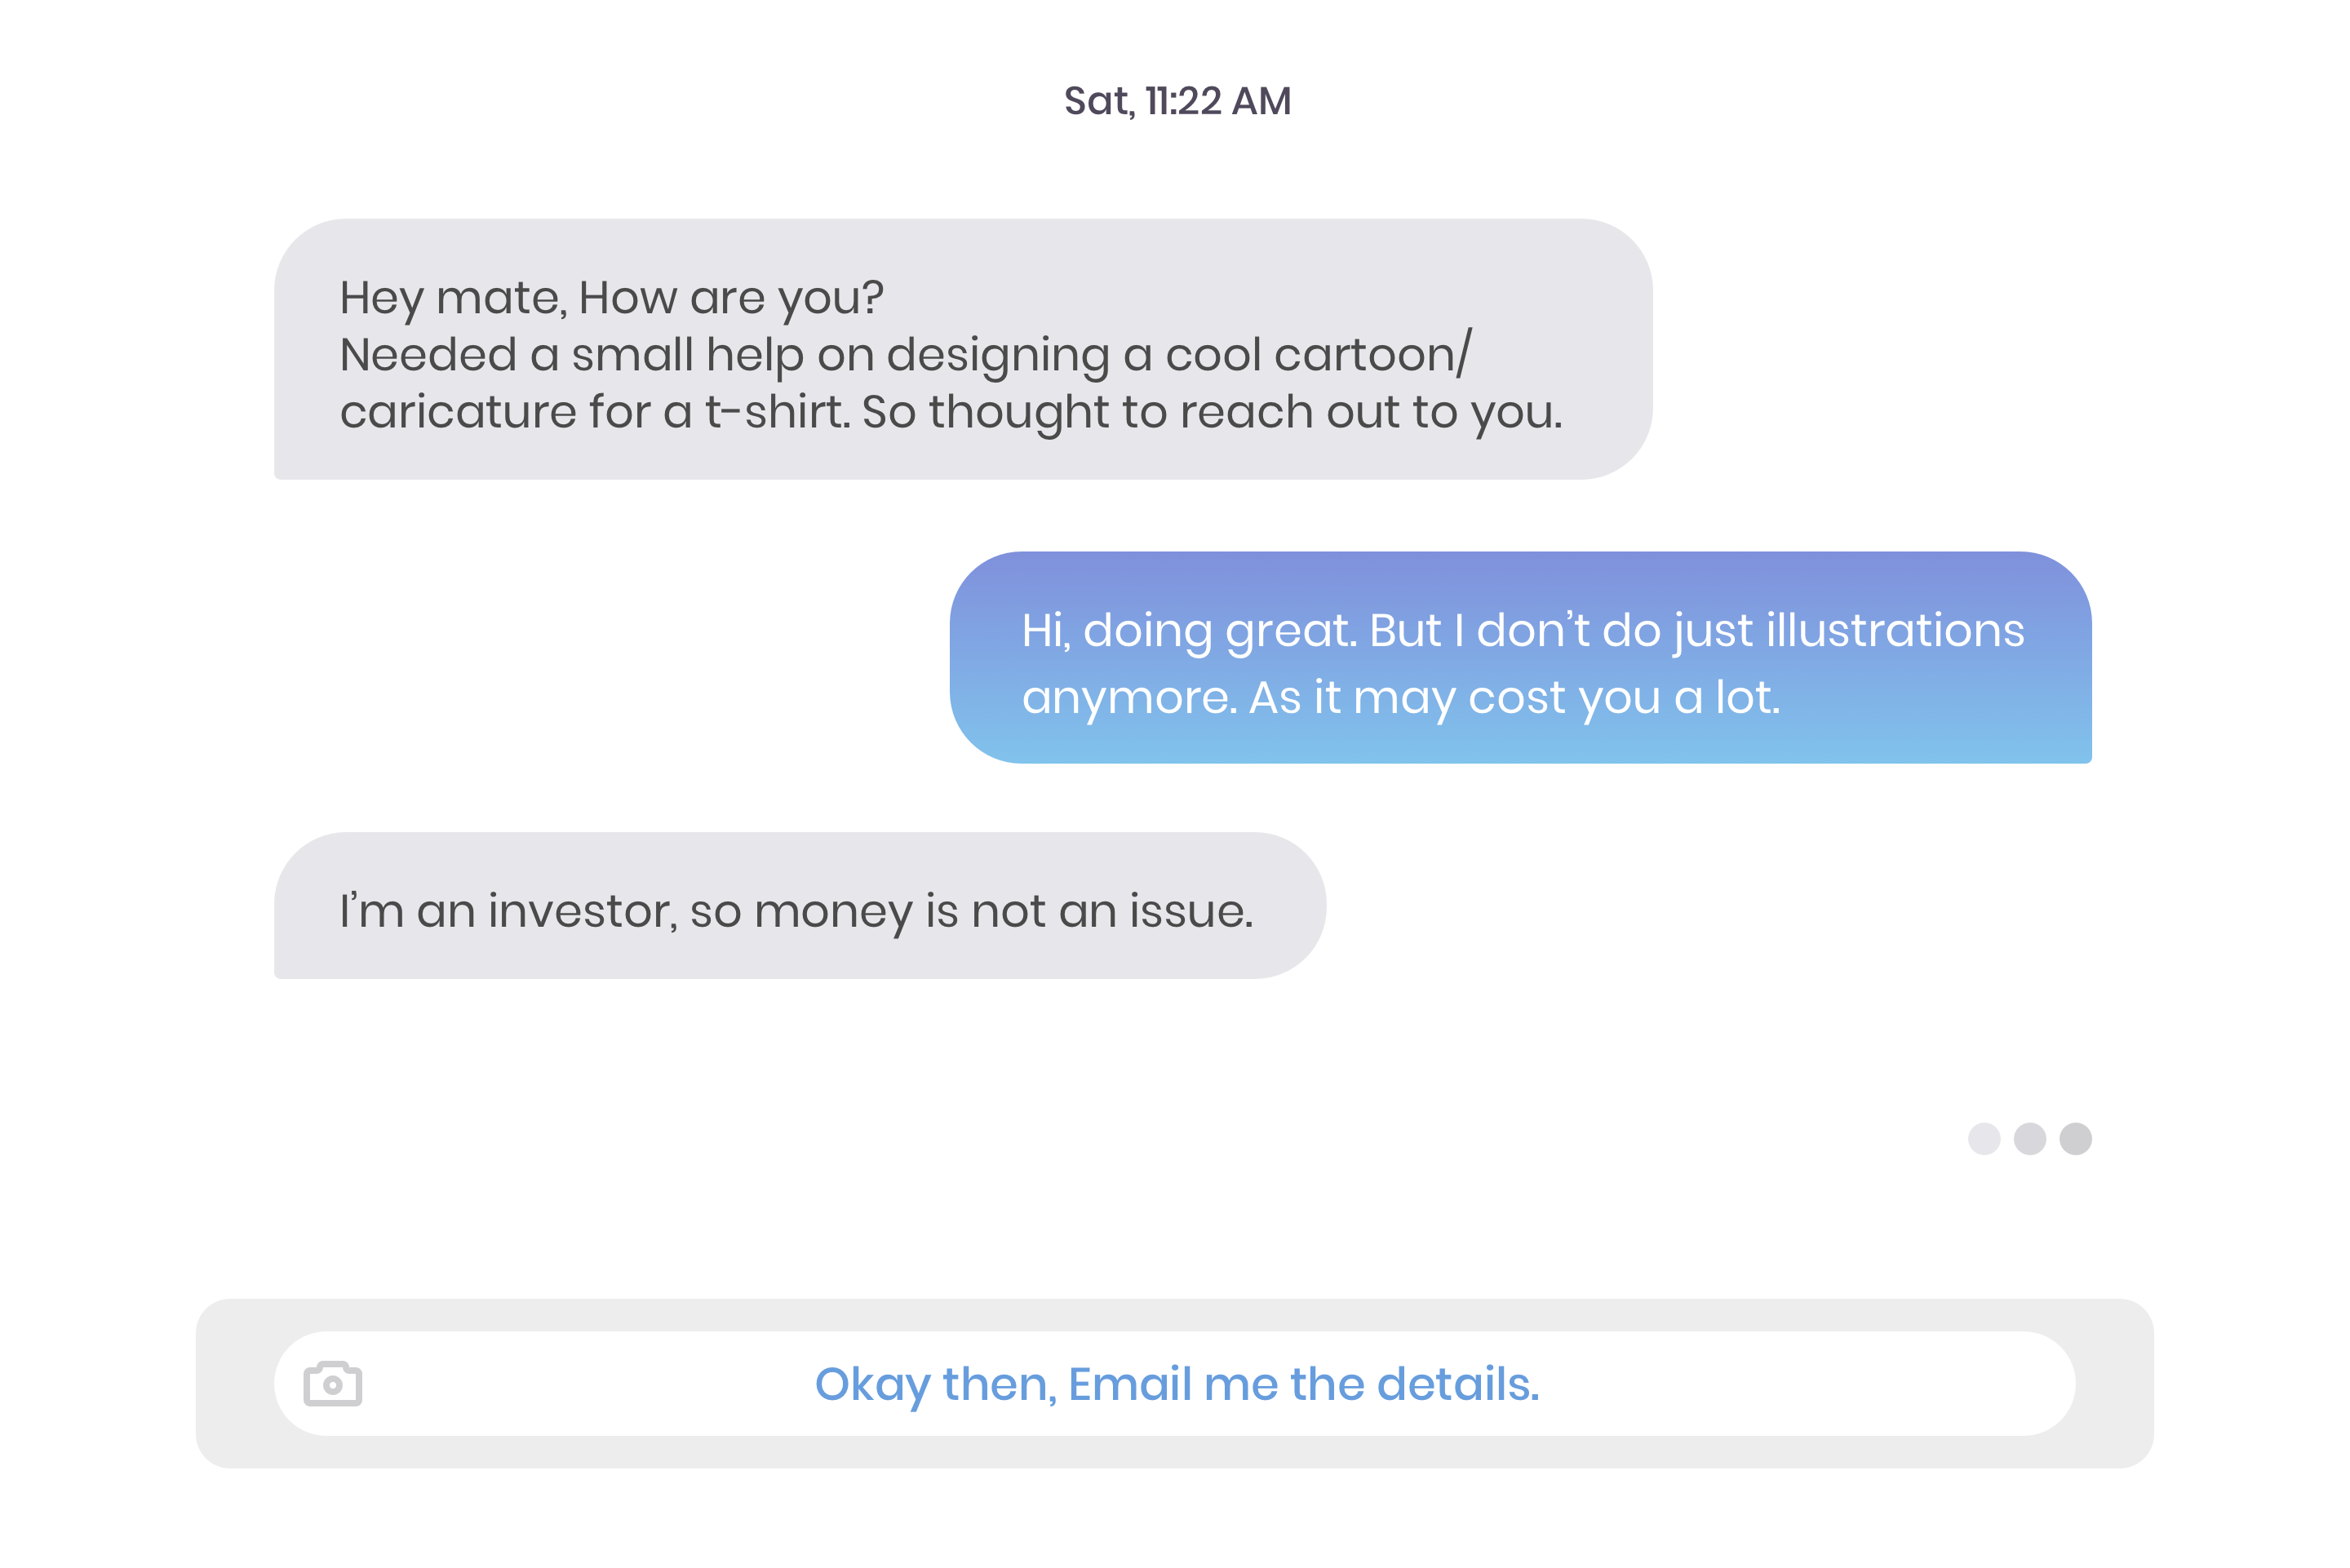 Sat, 11:22 AM
Hey mate, How are you?
Needed a small help on designing a cool cartoon/
caricature for a t-shirt. So thought to reach out to you.
Hi, doing great. But I don’t do just illustrations
anymore. As it may cost you a lot.
I’m an investor, so money is not an issue.
Okay then, Email me the details.